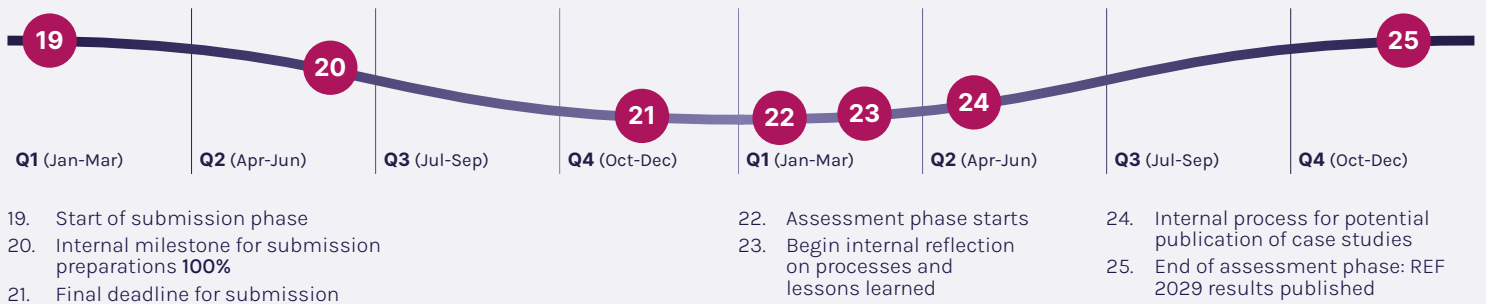 19
20
21
22
23
24
25
Q1 (Jan-Mar)
Q2 (Apr-Jun)
Q3 (Jul-Sep)
Q4 (Oct-Dec)
Q1 (Jan-Mar)
Q2 (Apr-Jun)
Q3 (Jul-Sep)
Q4 (Oct-Dec)
19. Start of submission phase
20. Internal milestone for submission
preparations 100%
21. Final deadline for submission
22. Assessment phase starts
23. Begin internal reflection
on processes and
lessons learned
24. Internal process for potential
publication of case studies
25. End of assessment phase: REF
2029 results published